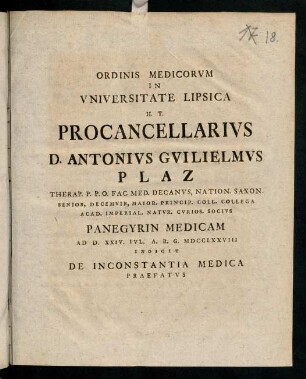 18.
ORDINIS MEDICORVM
IN
VNIVERSITATE LIPSICA
H. T.
PROCANCELLARIVS
D. ANTONIVS GVILIELMVS
PLAZ
THERAP. P. P. O. FAC. MED. DECANVS, NATION. SAXON.
SENIOR, DECEMVIR, MAIOR. PRINCIP. COLL. COLLEGA
ACAD. IMPERIAL. NATVR. CVRIOS. SOCIVS
PANEGYRIN MEDICAM
AD D. XXIV. IVL. A. R. G. MDCCLXXVIII
INDICIT
DE INCONSTANTIA MEDICA
PRAEFATVS